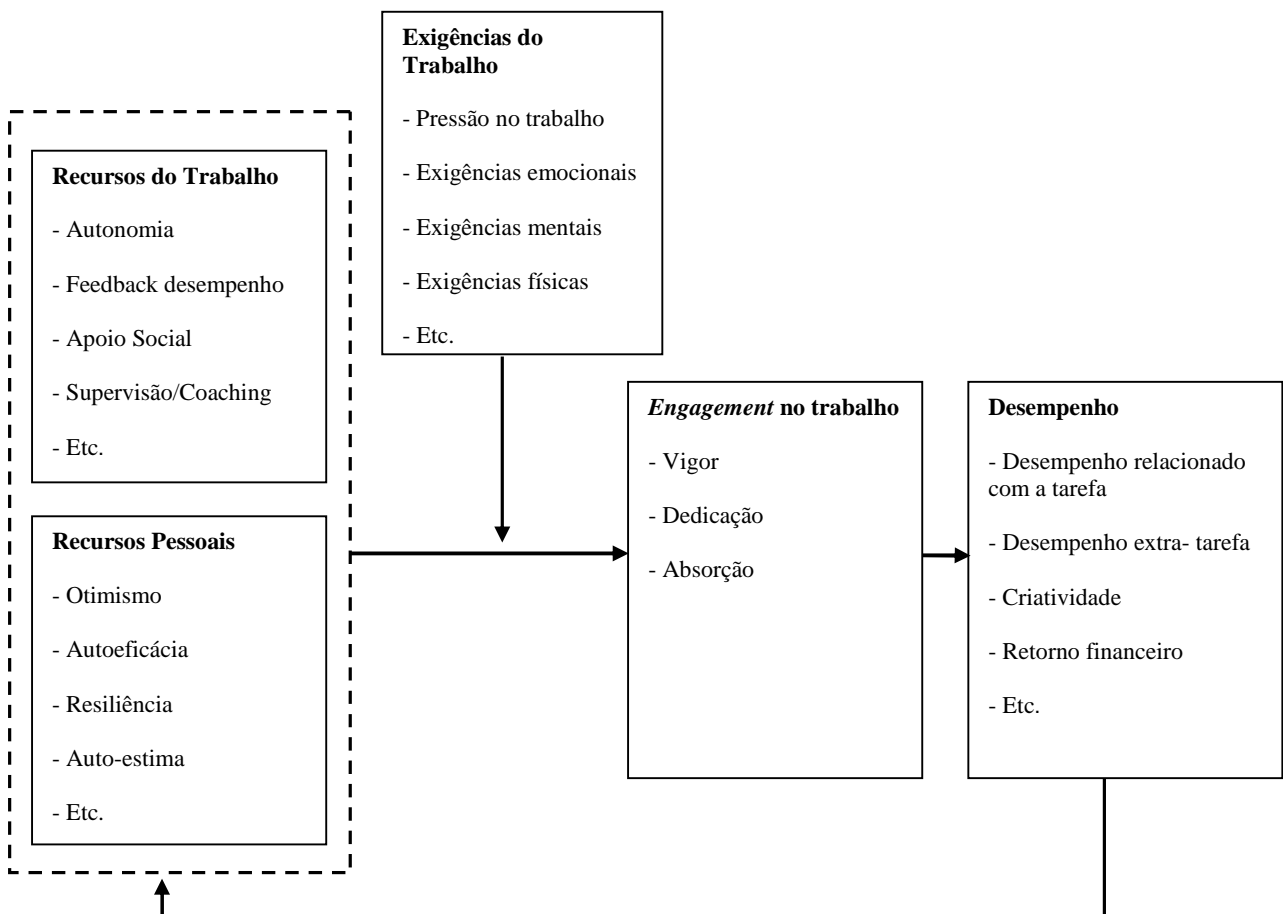 Exigências do
Trabalho
- Pressão no trabalho
- Exigências emocionais
- Exigências mentais
- Exigências físicas
- Etc.
Recursos do Trabalho
- Autonomia
- Feedback desempenho
- Apoio Social
- Supervisão/Coaching
- Etc.
Recursos Pessoais
- Otimismo
- Autoeficácia
- Resiliência
- Auto-estima
- Etc.
Engagement no trabalho
- Vigor
- Dedicação
- Absorção
Desempenho
- Desempenho relacionado
com a tarefa
- Desempenho extra- tarefa
- Criatividade
- Retorno financeiro
- Etc.